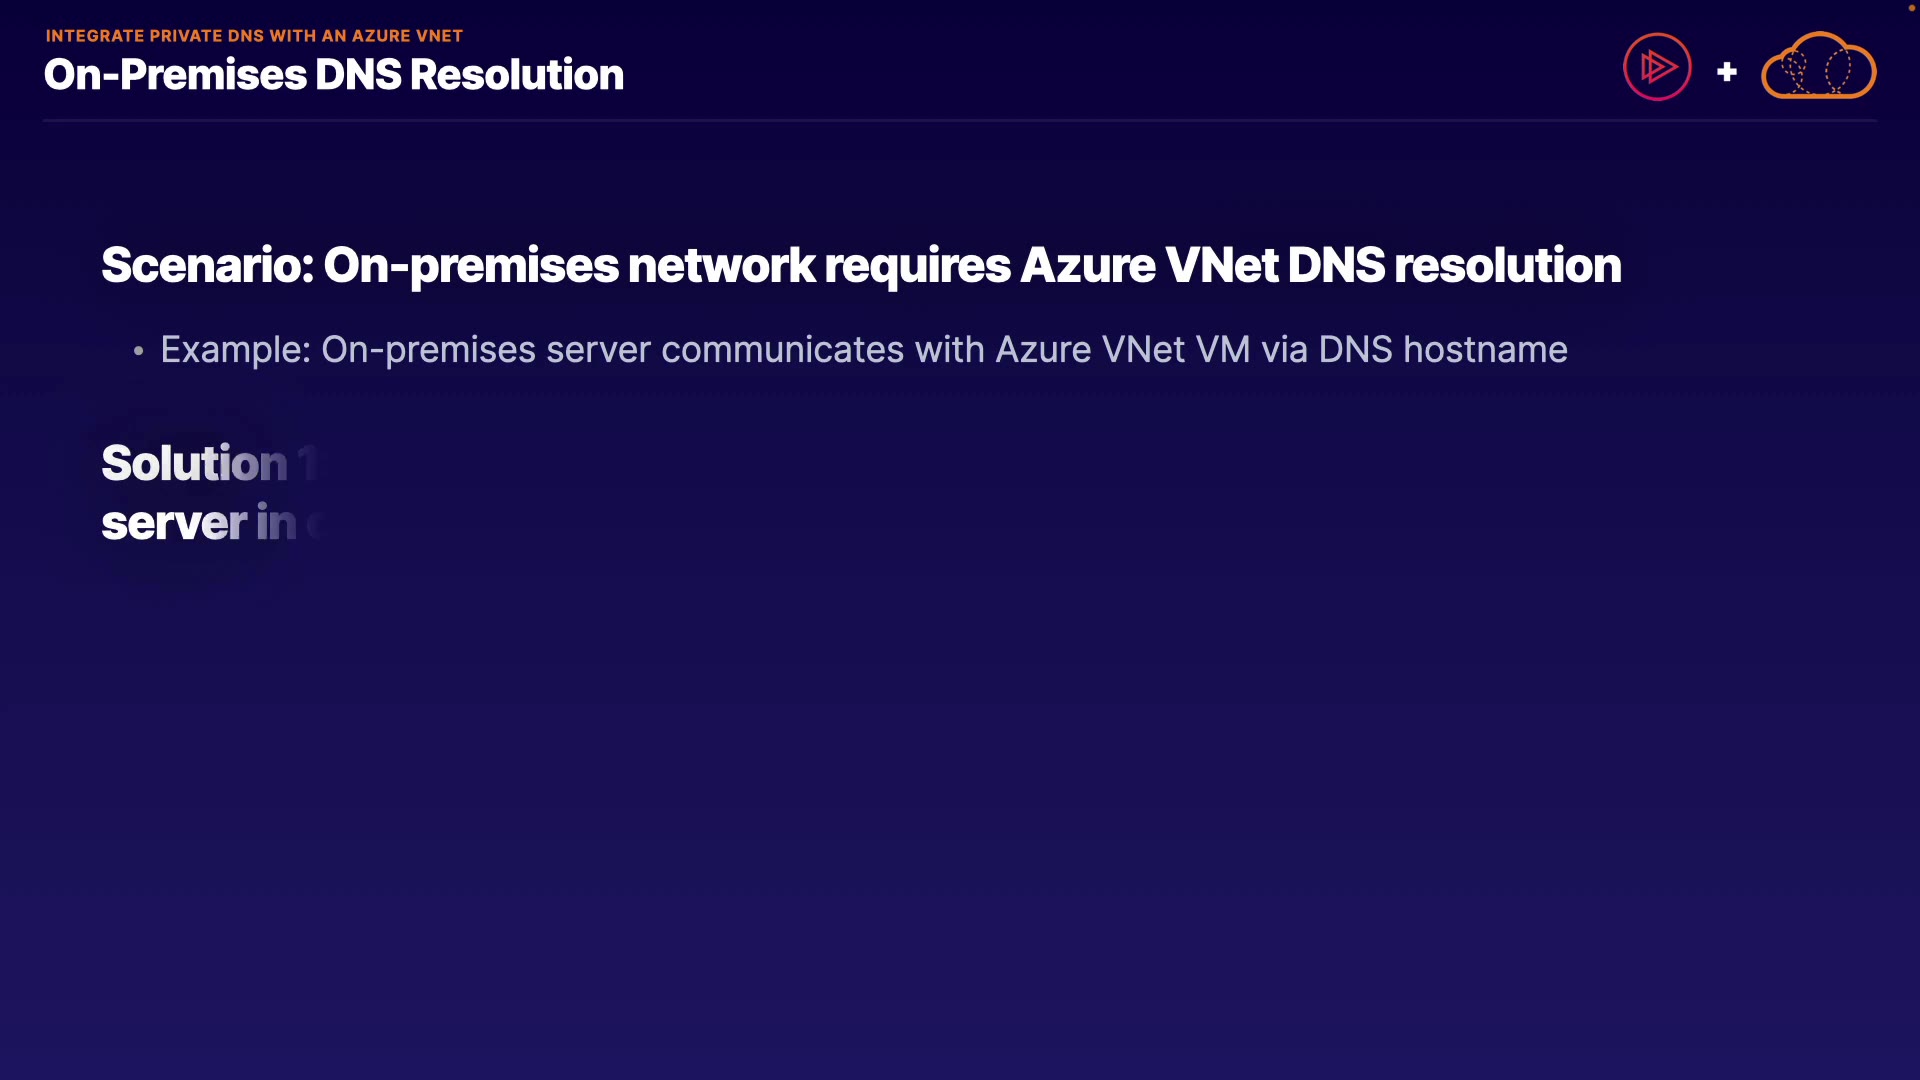 INTEGRATE PRIVATE DNS WITH AN AZURE VNET
On-Premises DNS Resolution
Scenario: On-premises network requires Azure VNet DNS resolution
• Example: On-premises server communicates with Azure VNet VM via DNS hostname
Solution 1
server in